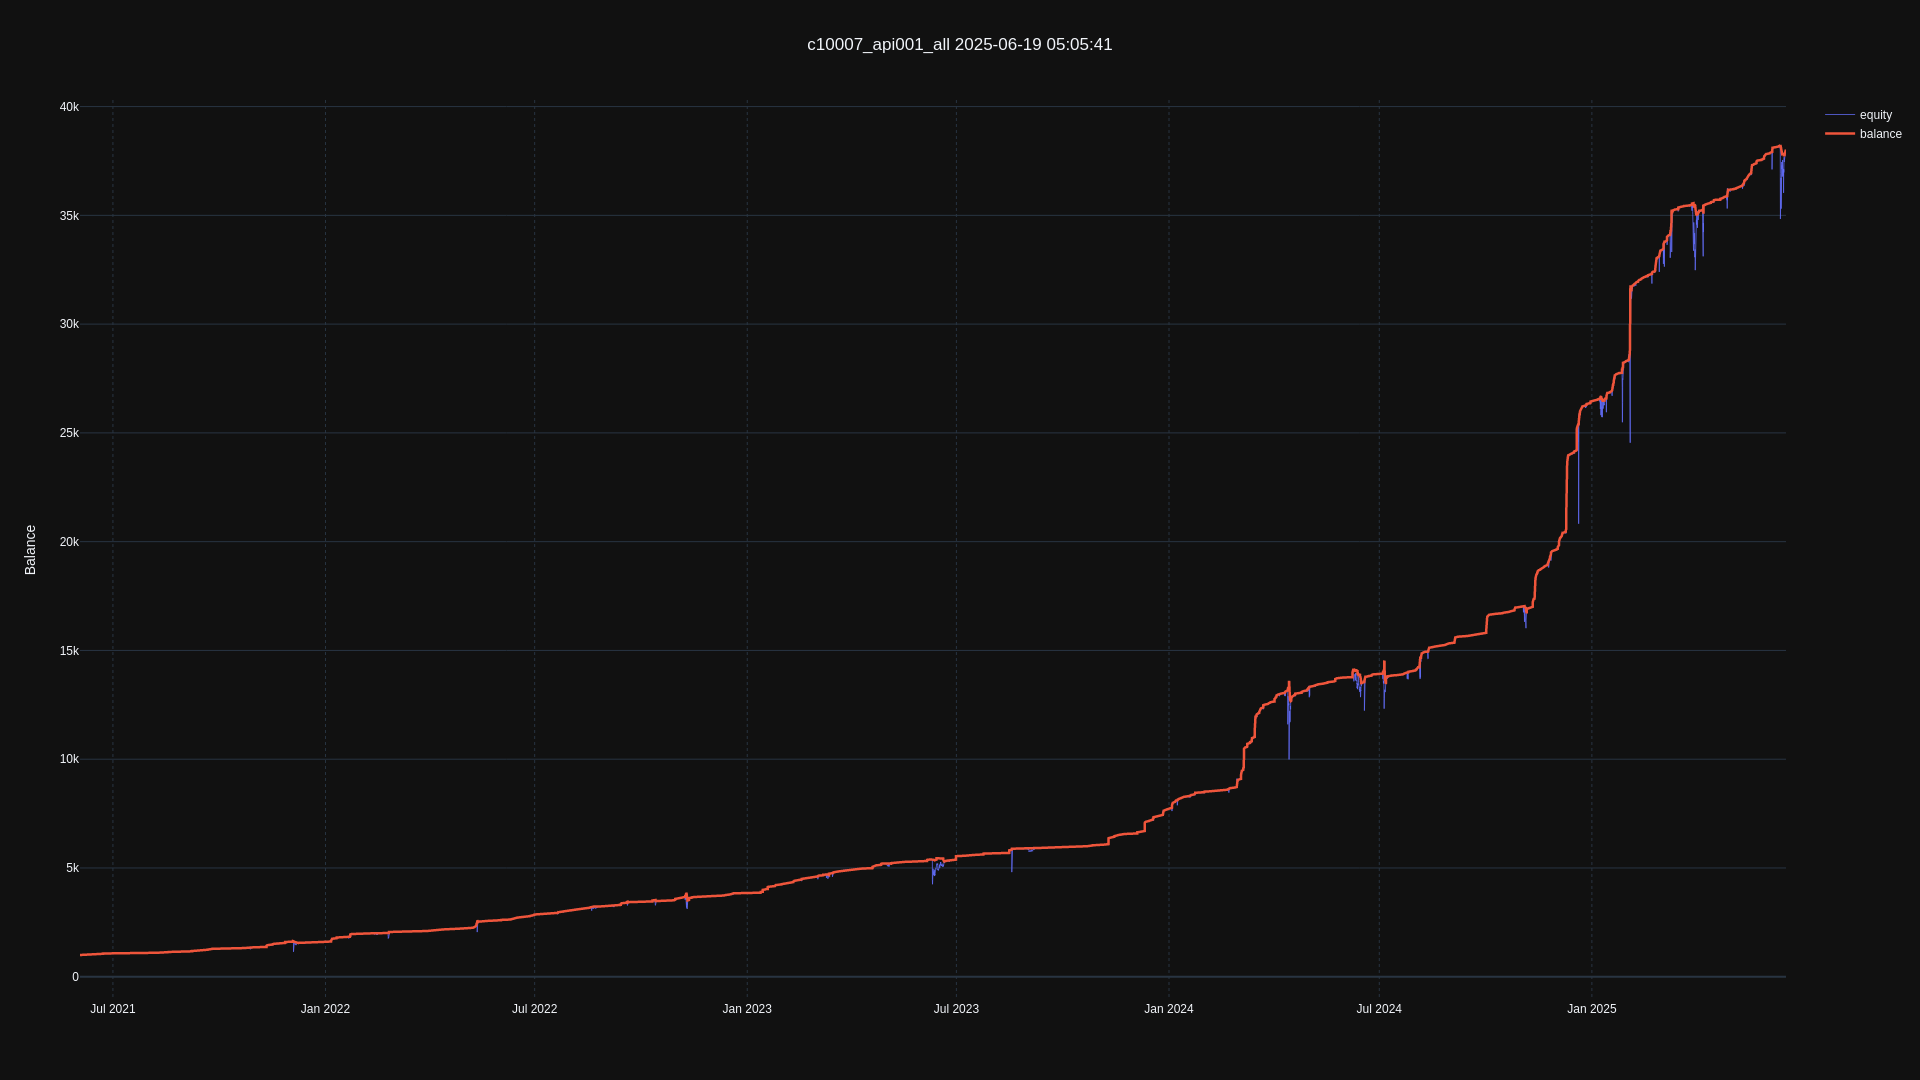 c10007_api001_all 2025-06-19 05:05:41
equity
balance
Balance
40k
35k
30k
25k
20k
15k
10k
5k
0
Jul 2021
Jan 2022
Jul 2022
Jan 2023
Jul 2023
Jan 2024
Jul 2024
Jan 2025